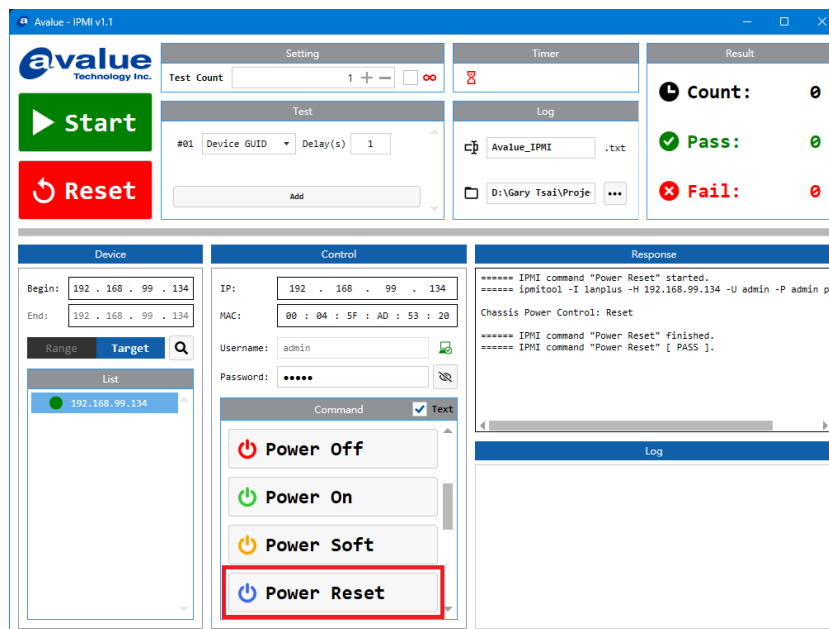 Avalue - IPMI v1.1
avalue
Technology Inc.
Start
Reset
Setting
Test Count 1
Test
#01 Device GUID Delay(s) 1
Add
Timer
Log
Avalue_IPMI .txt
D:\Gary Tsai\Proje
Result
Count: 0
Pass: 0
Fail: 0
Device
Begin: 192 . 168 . 99 . 134
End: 192 . 168 . 99 . 134
Range Target
List
192.168.99.134
Control
IP: 192 . 168 . 99 . 134
MAC: 00 : 04 : 5F : AD : 53 : 20
Username: admin
Password: •••••
Command Text
Power Off
Power On
Power Soft
Power Reset
Response
====== IPMI command "Power Reset" started.
====== ipmitool -I lanplus -H 192.168.99.134 -U admin -P admin p
Chassis Power Control: Reset
====== IPMI command "Power Reset" finished.
====== IPMI command "Power Reset" [ PASS ].
Log